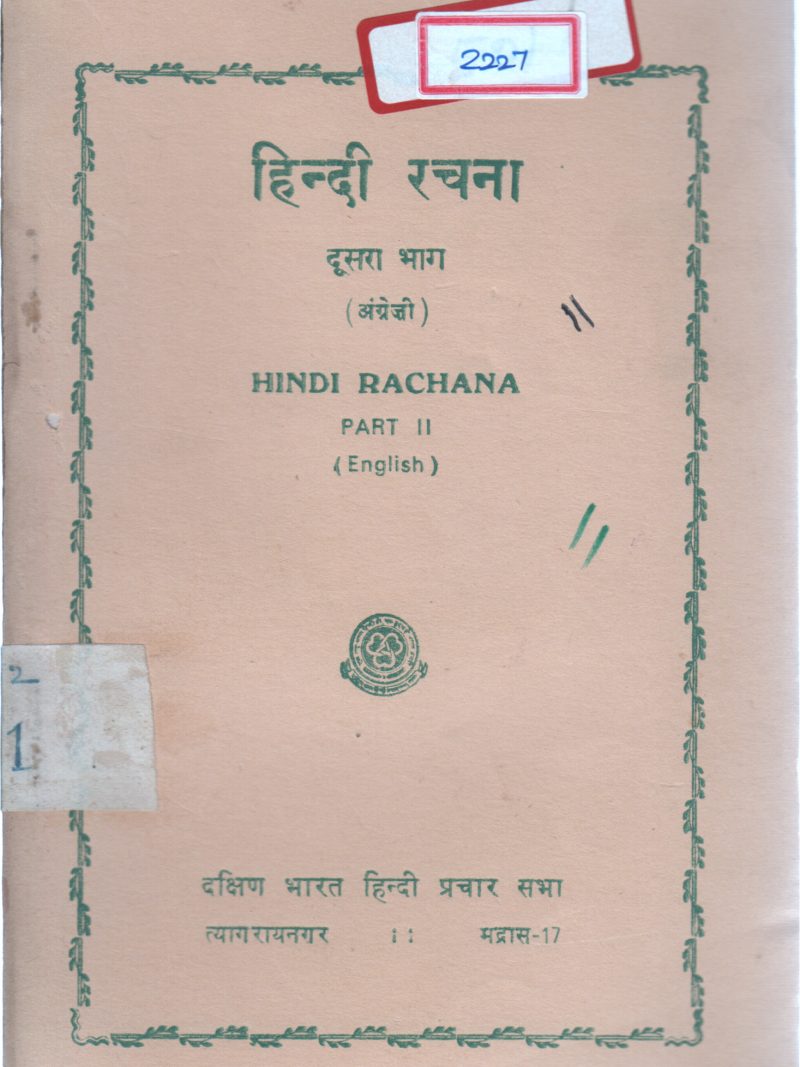 2227
हिन्दी रचना
दूसरा भाग
(अंग्रेज़ी)
HINDI RACHANA
PART II
(English)
2
1
दक्षिण भारत हिन्दी प्रचार सभा
त्यागरायनगर :: मद्रास-17